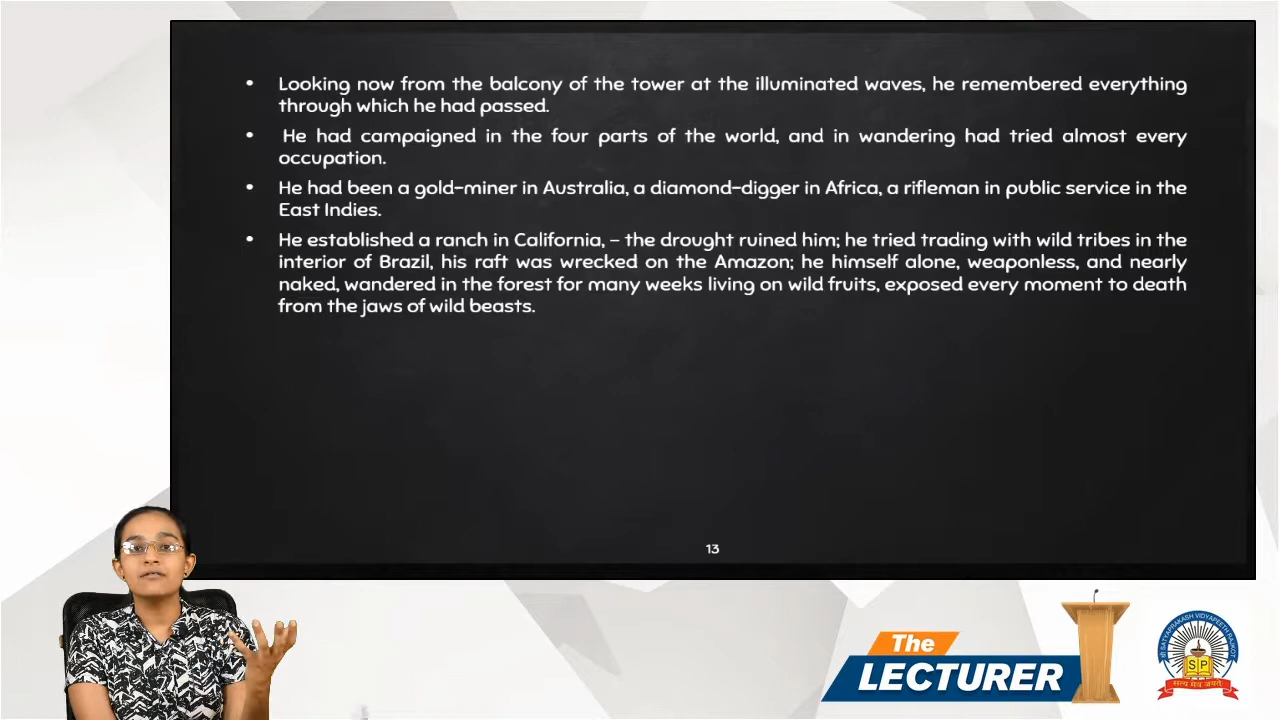 • Looking now from the balcony of the tower at the illuminated waves, he remembered everything
through which he had passed.
• He had campaigned in the four parts of the world, and in wandering had tried almost every
occupation.
• He had been a gold-miner in Australia, a diamond-digger in Africa, a rifleman in public service in the
East Indies.
• He established a ranch in California, – the drought ruined him; he tried trading with wild tribes in the
interior of Brazil, his raft was wrecked on the Amazon; he himself alone, weaponless, and nearly
naked, wandered in the forest for many weeks living on wild fruits, exposed every moment to death
from the jaws of wild beasts.
13
The
LECTURER
SATYAPRAKASH VIDYAPEETH RAJKOT
SP
सत्य मेव जयते